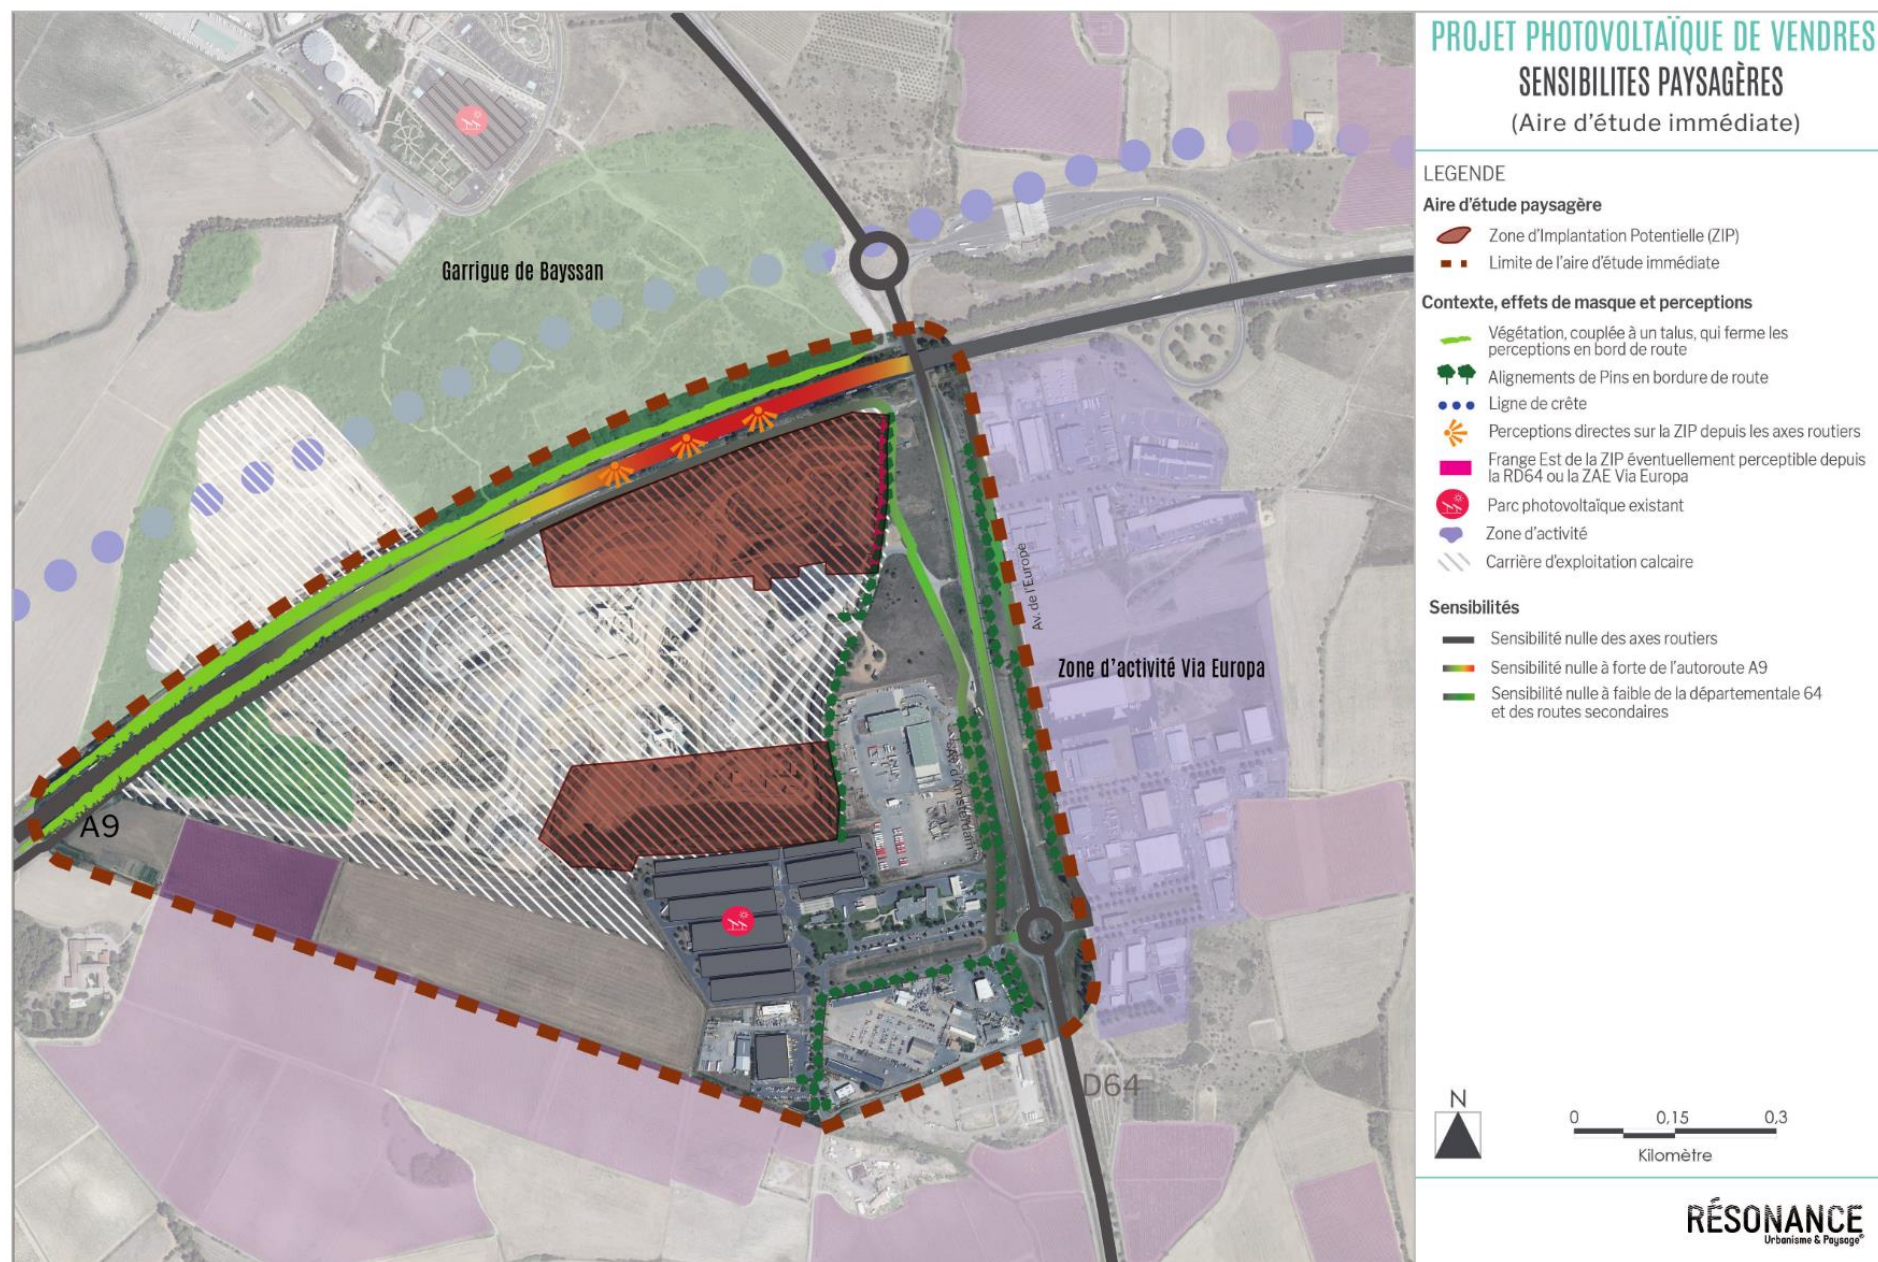 PROJET PHOTOVOLTAÏQUE DE VENDRES
SENSIBILITES PAYSAGÈRES
(Aire d'étude immédiate)
LEGENDE
Aire d'étude paysagère
Zone d'Implantation Potentielle (ZIP)
Limite de l'aire d'étude immédiate
Contexte, effets de masque et perceptions
Végétation, couplée à un talus, qui ferme les
perceptions en bord de route
Alignements de Pins en bordure de route
Ligne de crête
Perceptions directes sur la ZIP depuis les axes routiers
Frange Est de la ZIP éventuellement perceptible depuis
la RD64 ou la ZAE Via Europa
Parc photovoltaïque existant
Zone d'activité
Carrière d'exploitation calcaire
Sensibilités
Sensibilité nulle des axes routiers
Sensibilité nulle à forte de l'autoroute A9
Sensibilité nulle à faible de la départementale 64
et des routes secondaires
N
0 0,15 0,3
Kilomètre
RÉSONANCE
Urbanisme & Paysage
Garrigue de Bayssan
Av. de l'Europe
Zone d'activité Via Europa
Av. d'Amsterdam
A9
D64